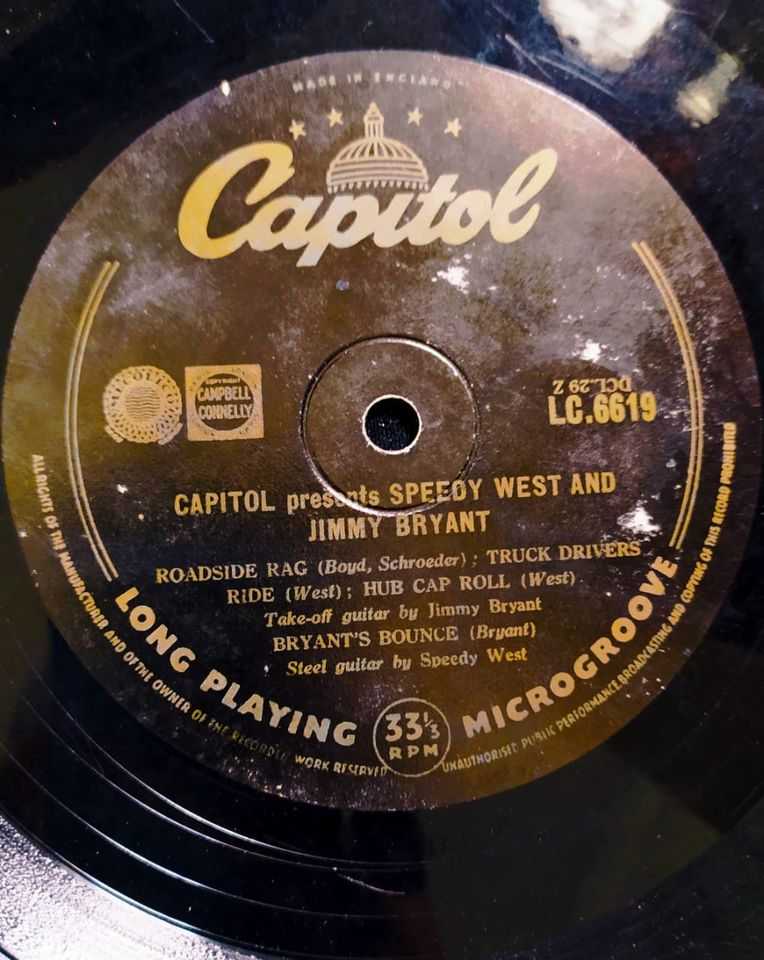 MADE IN ENGLAND
Capitol
COPYRIGHT
CAMPBELL
CONNELLY
DCL.29 Z
LC.6619
CAPITOL presents SPEEDY WEST AND
JIMMY BRYANT
ROADSIDE RAG (Boyd, Schroeder) ; TRUCK DRIVERS
RIDE (West) ; HUB CAP ROLL (West)
Take-off guitar by Jimmy Bryant
BRYANT'S BOUNCE (Bryant)
Steel guitar by Speedy West
LONG PLAYING
33⅓
RPM
MICROGROOVE
ALL RIGHTS OF THE MANUFACTURER AND OF THE OWNER OF THE RECORDED WORK RESERVED
UNAUTHORISED PUBLIC PERFORMANCE BROADCASTING AND COPYING OF THIS RECORD PROHIBITED